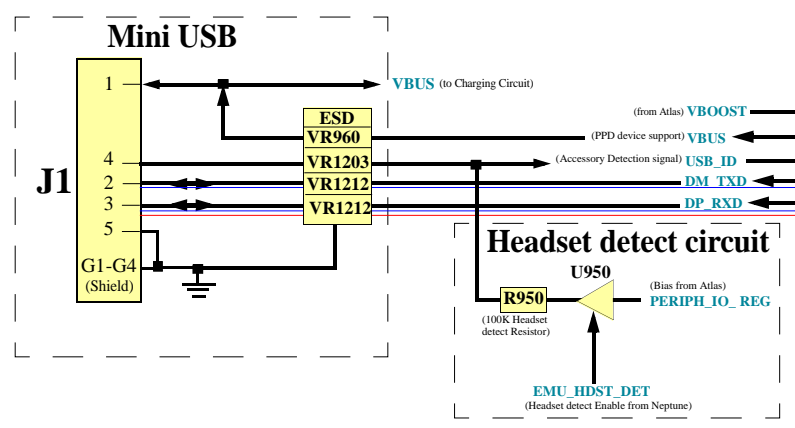 Mini USB
1
VBUS (to Charging Circuit)
ESD
(from Atlas) VBOOST
VR960
(PPD device support) VBUS
4
VR1203
(Accessory Detection signal) USB_ID
J1
2
VR1212
DM_TXD
3
VR1212
DP_RXD
5
Headset detect circuit
G1-G4
(Shield)
U950
R950
(Bias from Atlas)
PERIPH_IO_ REG
(100K Headset
detect Resistor)
EMU_HDST_DET
(Headset detect Enable from Neptune)